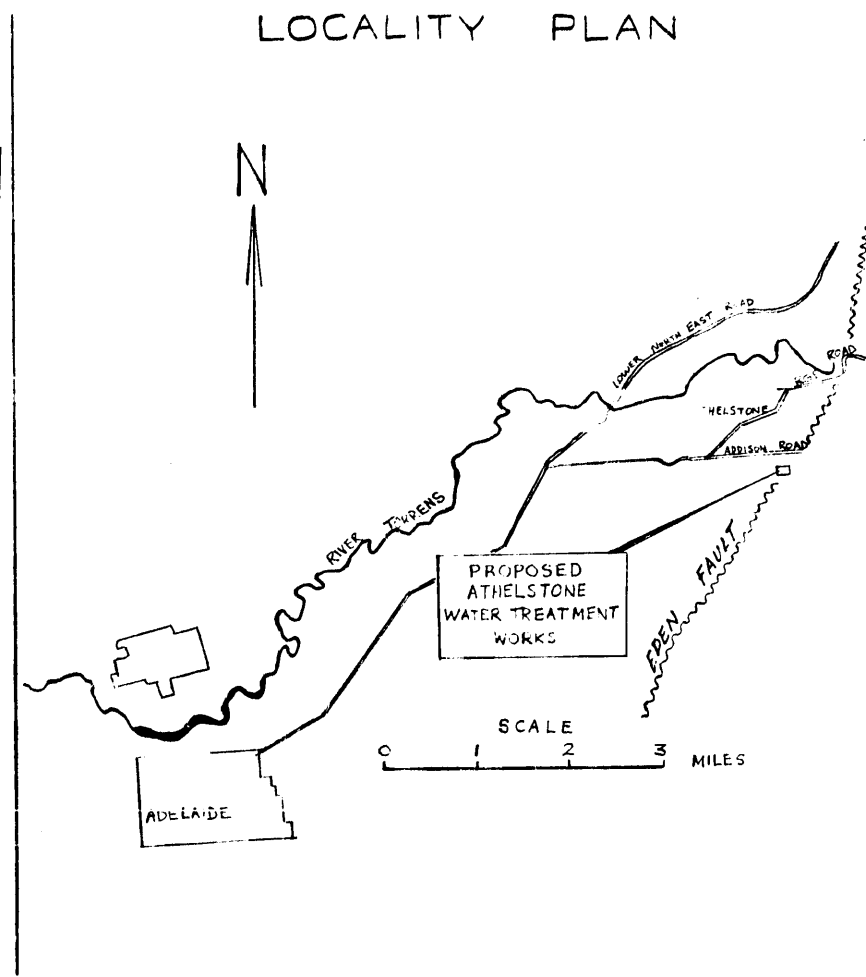 LOCALITY PLAN
N
LOWER NORTH EAST ROAD
ROAD
HELSTONE
ADDISON ROAD
RIVER TORRENS
EDEN FAULT
PROPOSED
ATHELSTONE
WATER TREATMENT
WORKS
SCALE
0 1 2 3
MILES
ADELAIDE